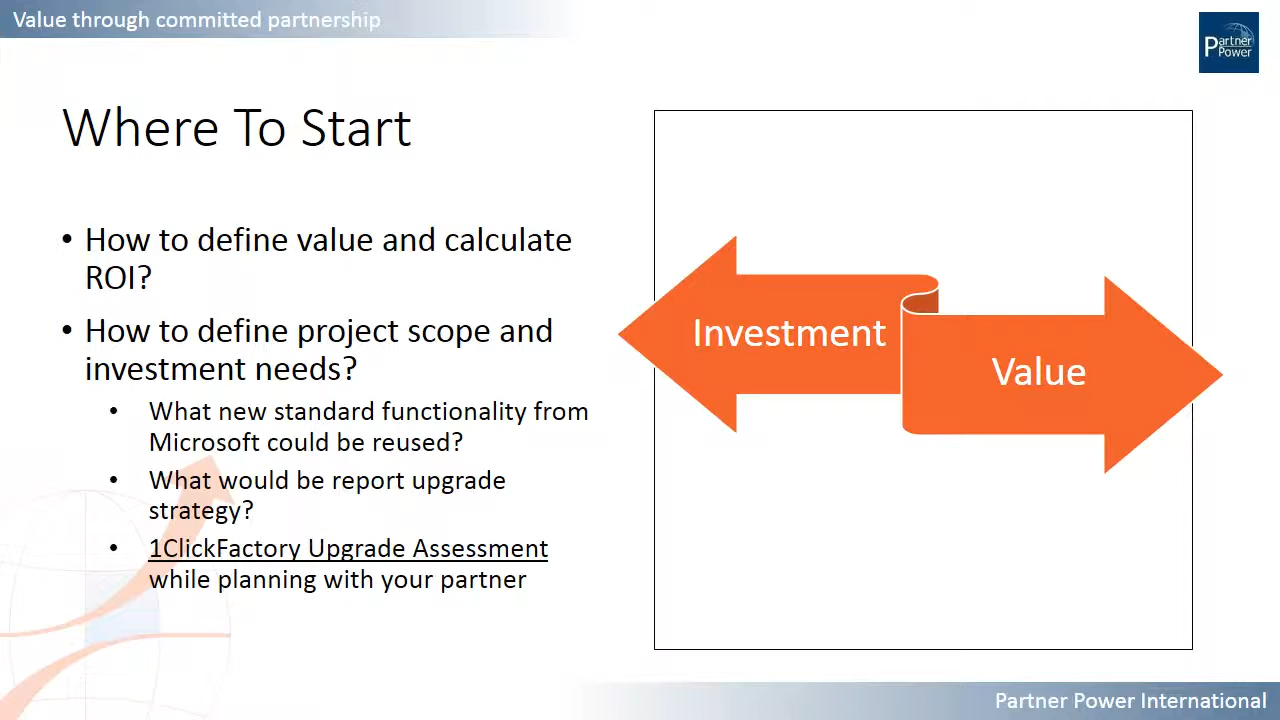 Value through committed partnership
Partner
Power
Where To Start
• How to define value and calculate
ROI?
• How to define project scope and
investment needs?
• What new standard functionality from
Microsoft could be reused?
• What would be report upgrade
strategy?
• 1ClickFactory Upgrade Assessment
while planning with your partner
Investment
Value
Partner Power International